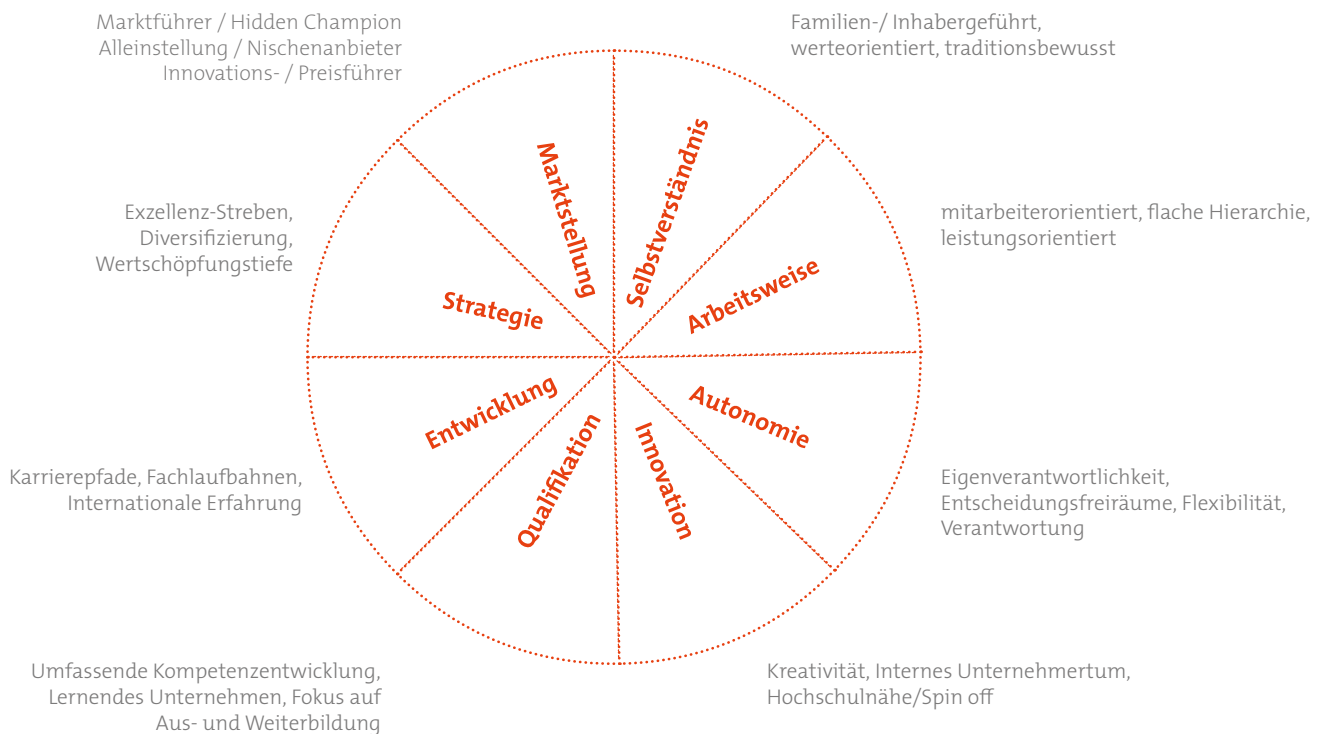 Marktführer / Hidden Champion
Alleinstellung / Nischenanbieter
Innovations- / Preisführer
Familien-/ Inhabergeführt,
werteorientiert, traditionsbewusst
Marktstellung
Selbstverständnis
Exzellenz-Streben,
Diversifizierung,
Wertschöpfungstiefe
mitarbeiterorientiert, flache Hierarchie,
leistungsorientiert
Strategie
Arbeitsweise
Entwicklung
Qualifikation
Innovation
Autonomie
Karrierepfade, Fachlaufbahnen,
Internationale Erfahrung
Eigenverantwortlichkeit,
Entscheidungsfreiräume, Flexibilität,
Verantwortung
Umfassende Kompetenzentwicklung,
Lernendes Unternehmen, Fokus auf
Aus- und Weiterbildung
Kreativität, Internes Unternehmertum,
Hochschulnähe/Spin off